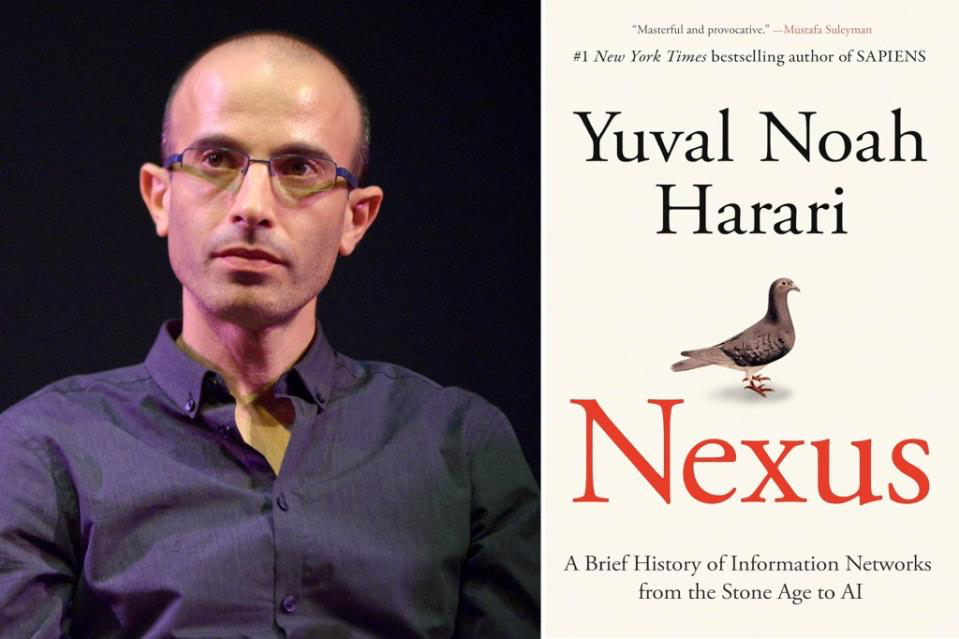 “Masterful and provocative.” —Mustafa Suleyman
#1 New York Times bestselling author of SAPIENS
Yuval Noah
Harari
Nexus
A Brief History of Information Networks
from the Stone Age to AI